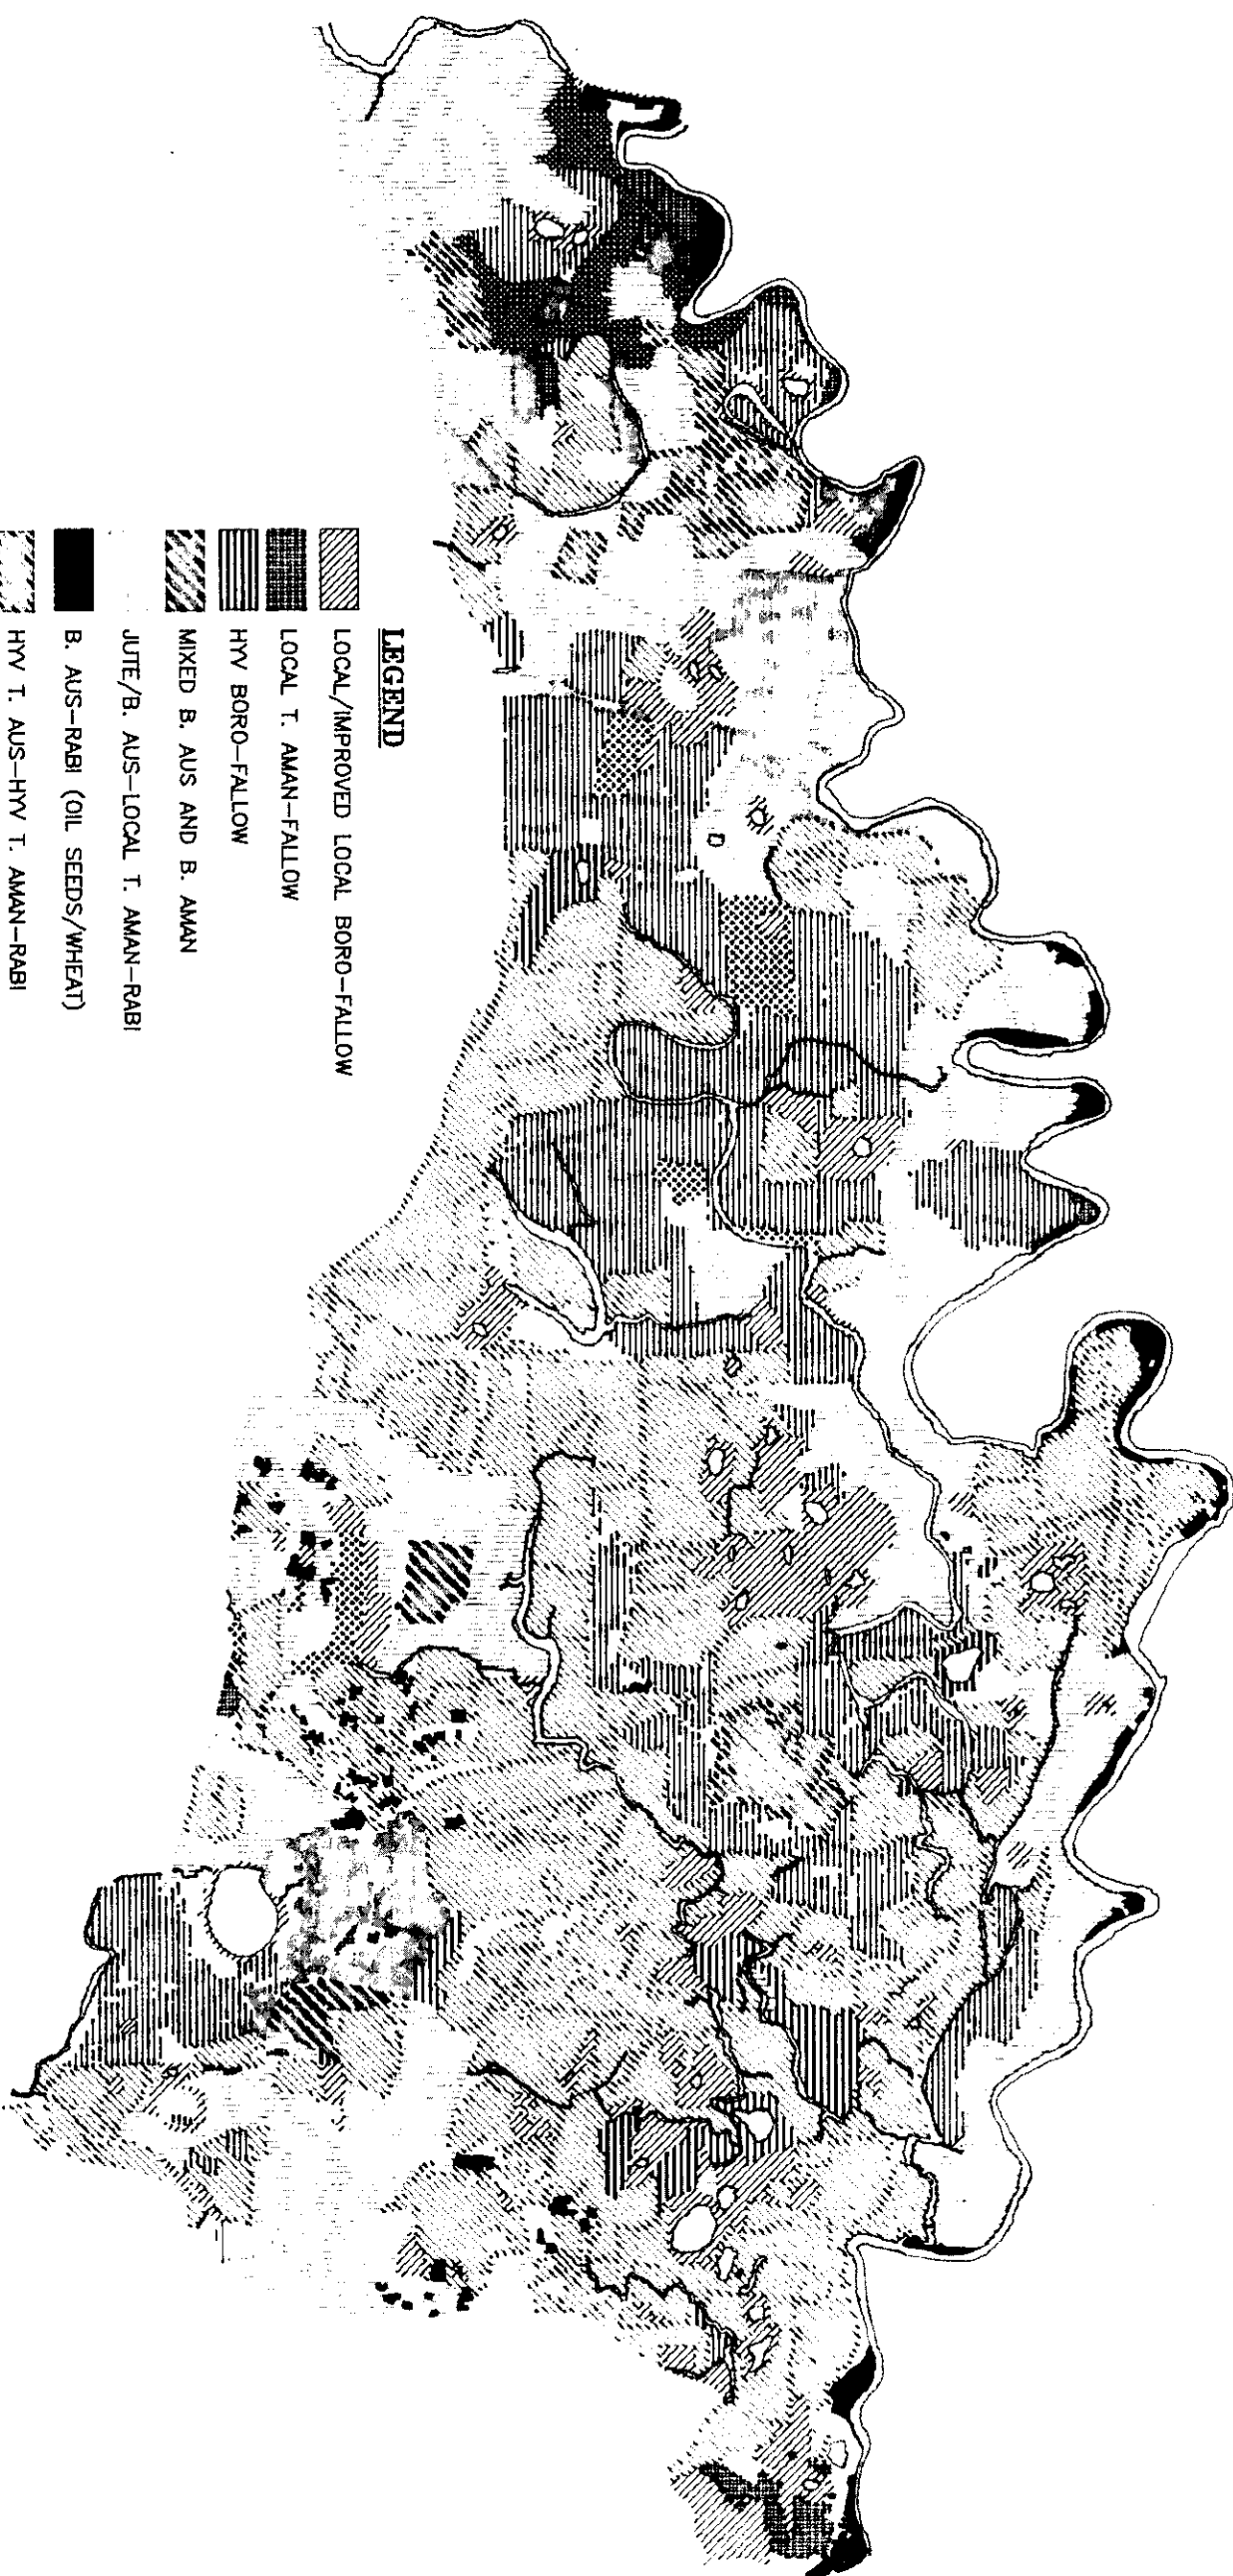 LEGEND
LOCAL/IMPROVED LOCAL BORO-FALLOW
LOCAL T. AMAN-FALLOW
HYV BORO-FALLOW
MIXED B. AUS AND B. AMAN
JUTE/B. AUS-LOCAL T. AMAN-RABI
B. AUS-RABI (OIL SEEDS/WHEAT)
HYV T. AUS-HYV T. AMAN-RABI